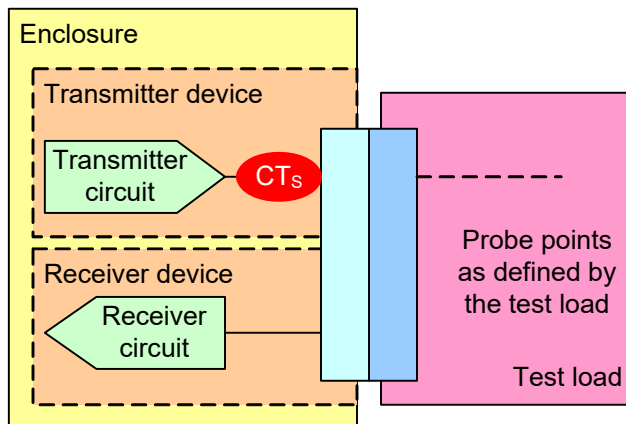 Enclosure
Transmitter device
Transmitter
circuit
CTS
Receiver device
Receiver
circuit
Probe points
as defined by
the test load
Test load